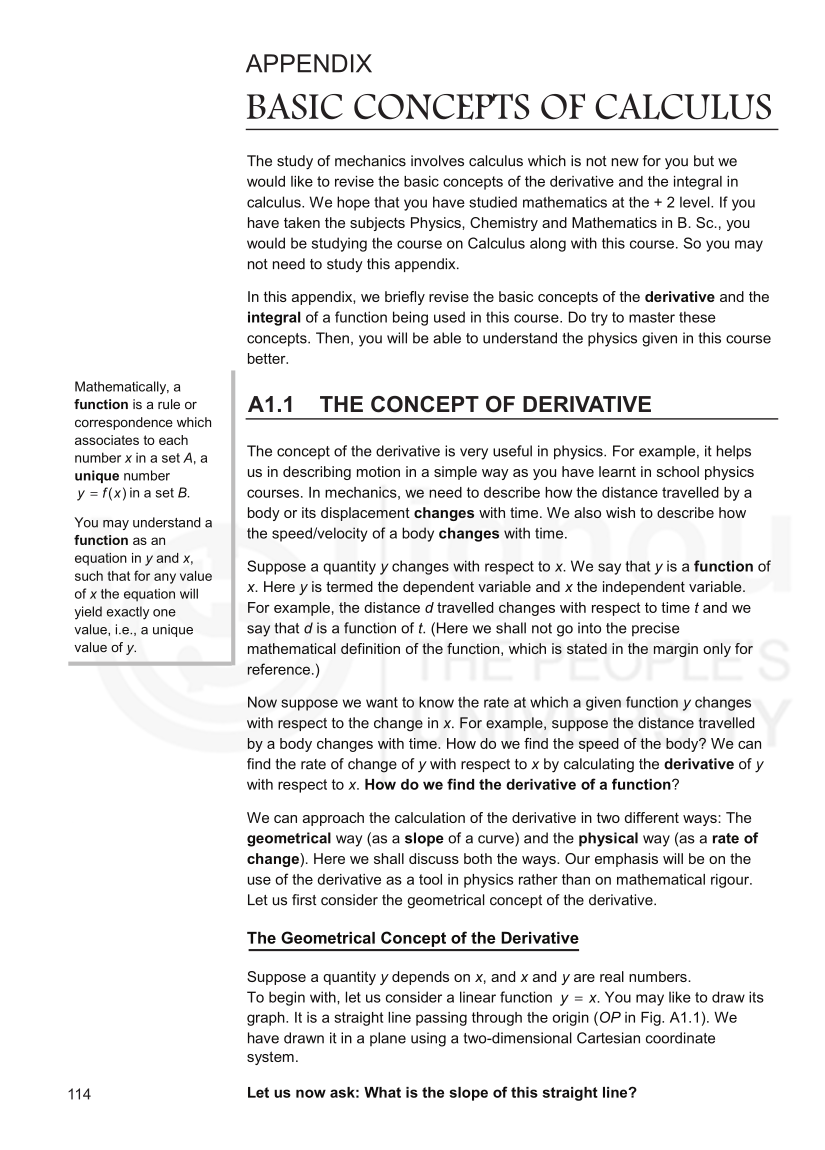 APPENDIX
BASIC CONCEPTS OF CALCULUS
The study of mechanics involves calculus which is not new for you but we
would like to revise the basic concepts of the derivative and the integral in
calculus. We hope that you have studied mathematics at the + 2 level. If you
have taken the subjects Physics, Chemistry and Mathematics in B. Sc., you
would be studying the course on Calculus along with this course. So you may
not need to study this appendix.
In this appendix, we briefly revise the basic concepts of the derivative and the
integral of a function being used in this course. Do try to master these
concepts. Then, you will be able to understand the physics given in this course
better.
Mathematically, a
function is a rule or
correspondence which
associates to each
number x in a set A, a
unique number
y = f(x) in a set B.
You may understand a
function as an
equation in y and x,
such that for any value
of x the equation will
yield exactly one
value, i.e., a unique
value of y.
A1.1 THE CONCEPT OF DERIVATIVE
The concept of the derivative is very useful in physics. For example, it helps
us in describing motion in a simple way as you have learnt in school physics
courses. In mechanics, we need to describe how the distance travelled by a
body or its displacement changes with time. We also wish to describe how
the speed/velocity of a body changes with time.
Suppose a quantity y changes with respect to x. We say that y is a function of
x. Here y is termed the dependent variable and x the independent variable.
For example, the distance d travelled changes with respect to time t and we
say that d is a function of t. (Here we shall not go into the precise
mathematical definition of the function, which is stated in the margin only for
reference.)
Now suppose we want to know the rate at which a given function y changes
with respect to the change in x. For example, suppose the distance travelled
by a body changes with time. How do we find the speed of the body? We can
find the rate of change of y with respect to x by calculating the derivative of y
with respect to x. How do we find the derivative of a function?
We can approach the calculation of the derivative in two different ways: The
geometrical way (as a slope of a curve) and the physical way (as a rate of
change). Here we shall discuss both the ways. Our emphasis will be on the
use of the derivative as a tool in physics rather than on mathematical rigour.
Let us first consider the geometrical concept of the derivative.
The Geometrical Concept of the Derivative
Suppose a quantity y depends on x, and x and y are real numbers.
To begin with, let us consider a linear function y = x. You may like to draw its
graph. It is a straight line passing through the origin (OP in Fig. A1.1). We
have drawn it in a plane using a two-dimensional Cartesian coordinate
system.
Let us now ask: What is the slope of this straight line?
114
ignou
THE PEOPLE'S
UNIVERSITY